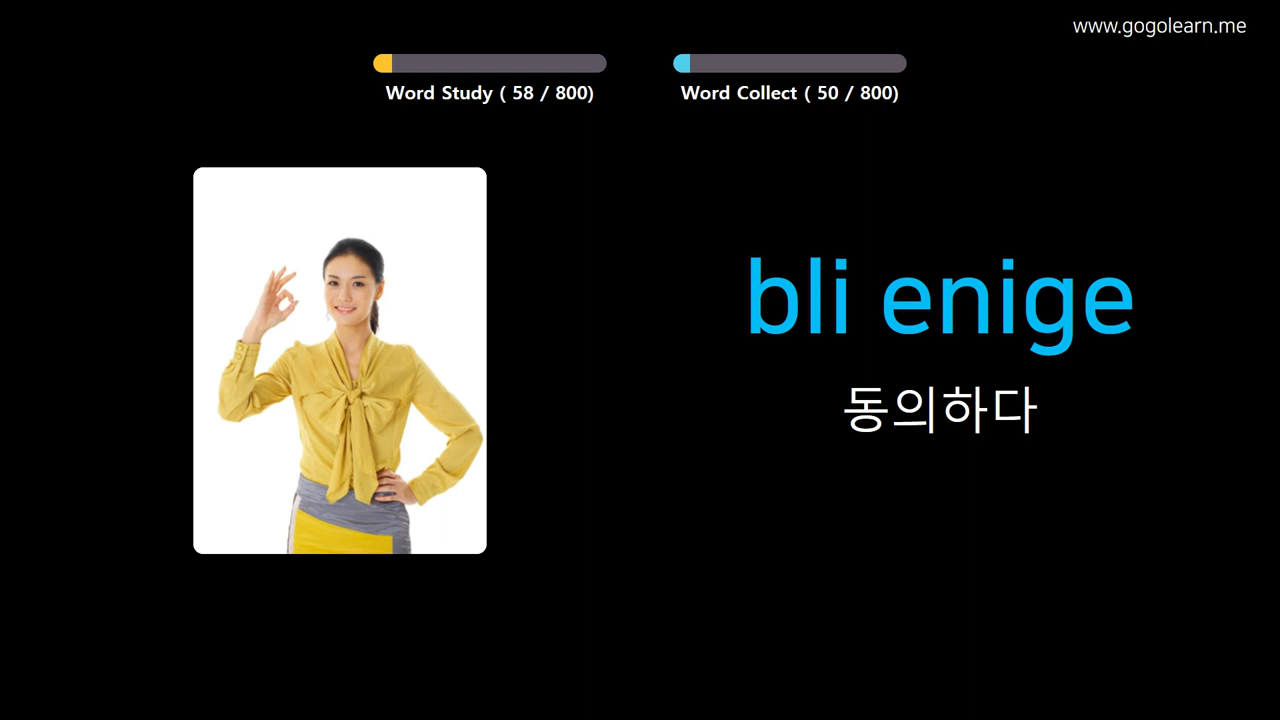 www.gogolearn.me
Word Study ( 58 / 800)
Word Collect ( 50 / 800)
bli enige
동의하다